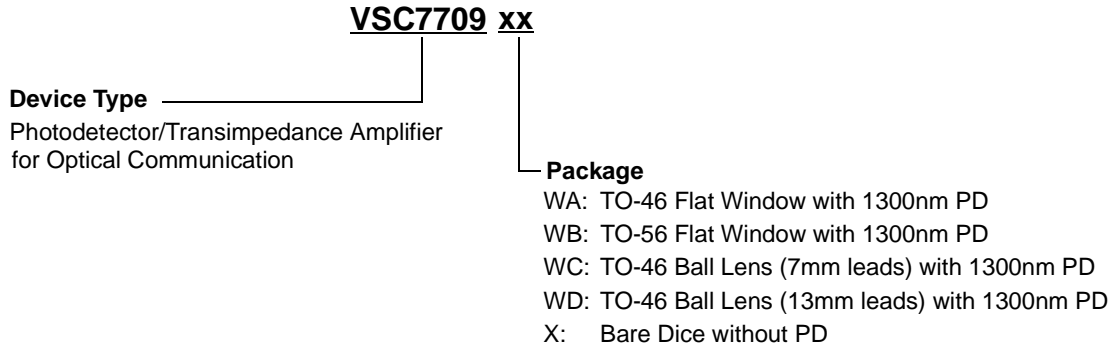 VSC7709 xx
Device Type
Photodetector/Transimpedance Amplifier
for Optical Communication
Package
WA: TO-46 Flat Window with 1300nm PD
WB: TO-56 Flat Window with 1300nm PD
WC: TO-46 Ball Lens (7mm leads) with 1300nm PD
WD: TO-46 Ball Lens (13mm leads) with 1300nm PD
X: Bare Dice without PD